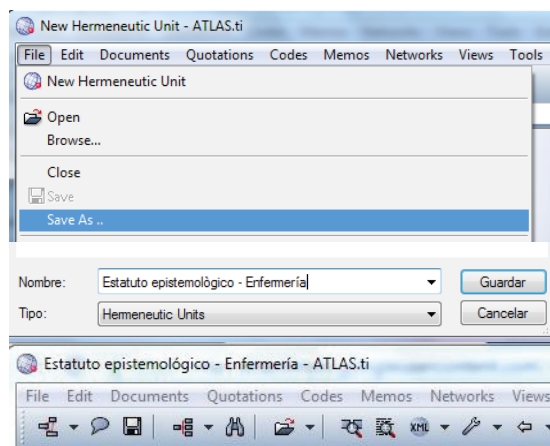 New Hermeneutic Unit - ATLAS.ti
File Edit Documents Quotations Codes Memos Networks Views Tools
New Hermeneutic Unit
Open
Browse...
Close
Save
Save As ..
Nombre: Estatuto epistemològico - Enfermería Guardar
Tipo: Hermeneutic Units Cancelar
Estatuto epistemológico - Enfermería - ATLAS.ti
File Edit Documents Quotations Codes Memos Networks Views
XML